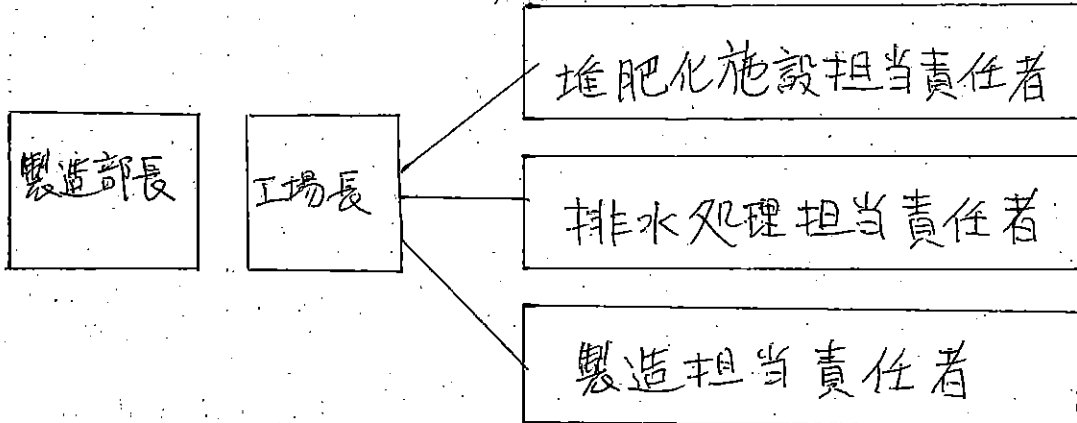 製造部長
工場長
堆肥化施設担当責任者
排水処理担当責任者
製造担当責任者